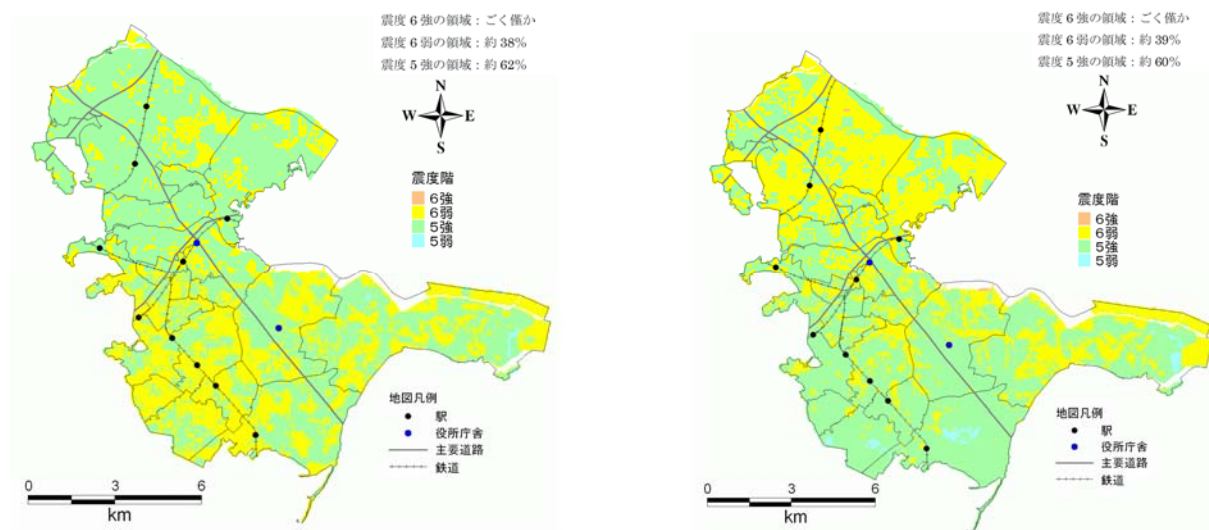 震度 6 強の領域：ごく僅か
震度 6 弱の領域：約 38%
震度 5 強の領域：約 62%
N
W
E
S
震度階
6強
6弱
5強
5弱
地図凡例
駅
役所庁舎
主要道路
鉄道
0 3 6
km
震度 6 強の領域：ごく僅か
震度 6 弱の領域：約 39%
震度 5 強の領域：約 60%
N
W
E
S
震度階
6強
6弱
5強
5弱
地図凡例
駅
役所庁舎
主要道路
鉄道
0 3 6
km